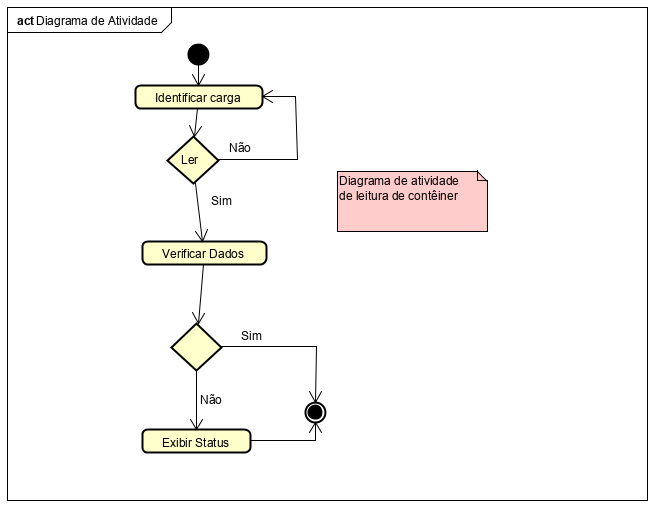 act Diagrama de Atividade
Identificar carga
Não
Ler
Diagrama de atividade
de leitura de contêiner
Sim
Verificar Dados
Sim
Não
Exibir Status